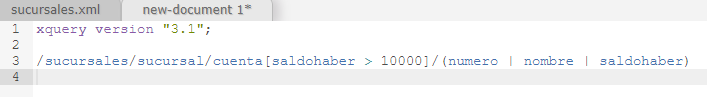 sucursales.xml
new-document 1*
1 xquery version "3.1";
2
3 /sucursales/sucursal/cuenta[saldohaber > 10000]/(numero | nombre | saldohaber)
4